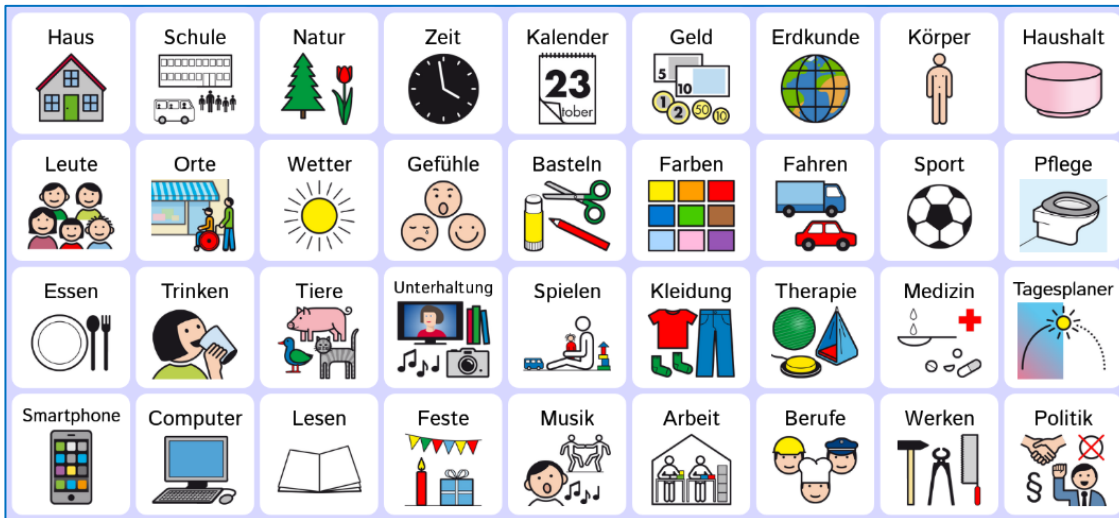 Haus
Schule
Natur
Zeit
Kalender
23
tober
Geld
5
10
1
2
50
10
Erdkunde
Körper
Haushalt
Leute
Orte
Wetter
Gefühle
Basteln
Farben
Fahren
Sport
Pflege
Essen
Trinken
Tiere
Unterhaltung
Spielen
Kleidung
Therapie
Medizin
Tagesplaner
Smartphone
Computer
Lesen
Feste
Musik
Arbeit
Berufe
Werken
Politik
§